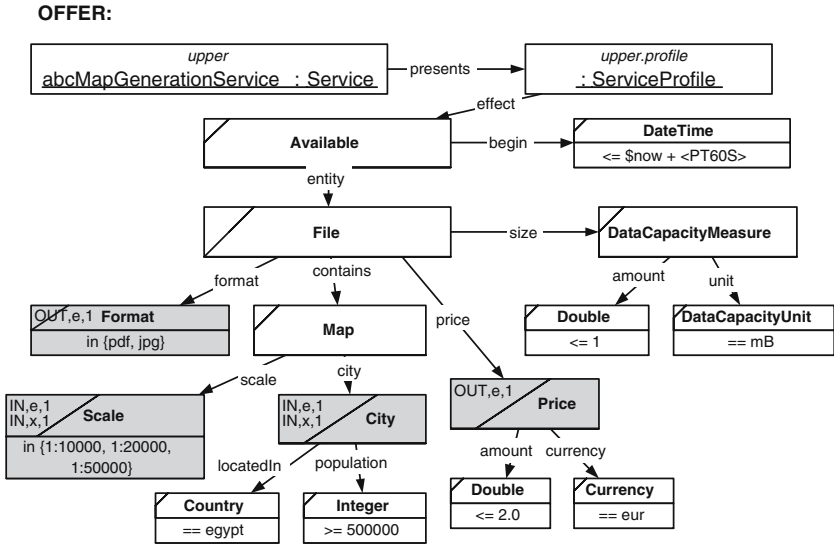 OFFER:
upper
abcMapGenerationService : Service
presents
upper.profile
: ServiceProfile
effect
Available
begin
DateTime
<= $now + <PT60S>
entity
File
size
DataCapacityMeasure
format
contains
price
amount
unit
OUT,e,1 Format
in {pdf, jpg}
Map
Double
<= 1
DataCapacityUnit
== mB
scale
city
IN,e,1
IN,x,1
Scale
in {1:10000, 1:20000,
1:50000}
IN,e,1
IN,x,1
City
OUT,e,1
Price
locatedIn
population
amount
currency
Country
== egypt
Integer
>= 500000
Double
<= 2.0
Currency
== eur